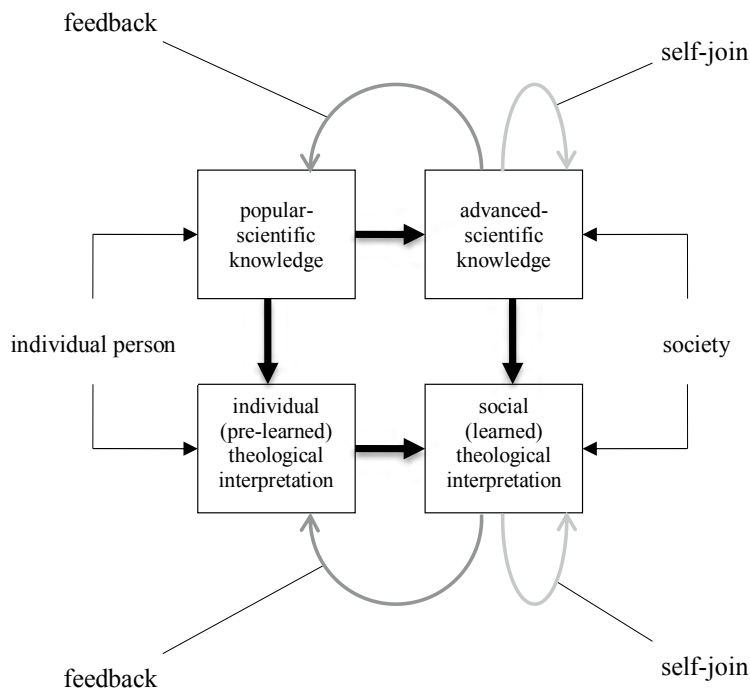 feedback
self-join
popular-
scientific
knowledge
advanced-
scientific
knowledge
individual person
society
individual
(pre-learned)
theological
interpretation
social
(learned)
theological
interpretation
feedback
self-join